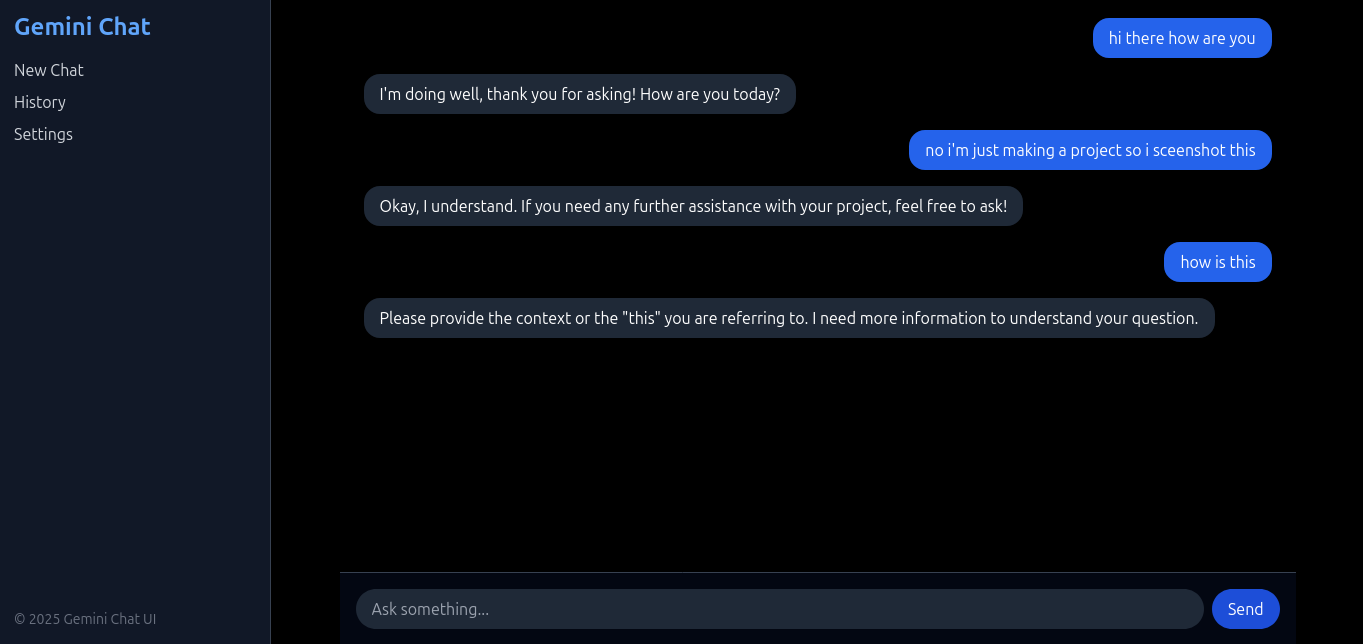 Gemini Chat
New Chat
History
Settings
hi there how are you
I'm doing well, thank you for asking! How are you today?
no i'm just making a project so i sceenshot this
Okay, I understand. If you need any further assistance with your project, feel free to ask!
how is this
Please provide the context or the "this" you are referring to. I need more information to understand your question.
Ask something...
Send
© 2025 Gemini Chat UI